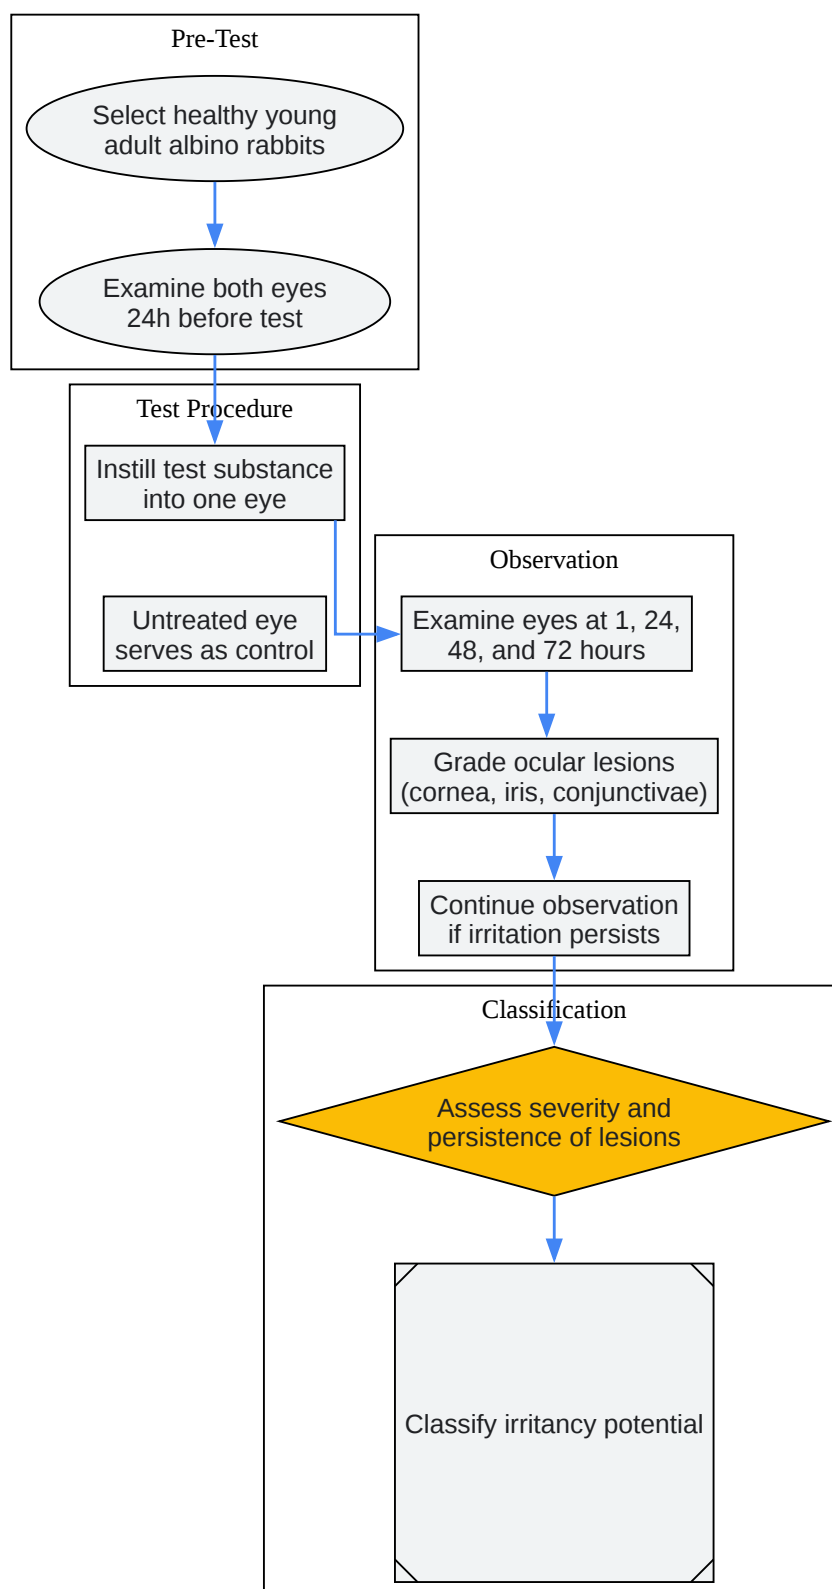 Pre-Test
Select healthy young
adult albino rabbits
Examine both eyes
24h before test
Test Procedure
Instill test substance
into one eye
Untreated eye
serves as control
Observation
Examine eyes at 1, 24,
48, and 72 hours
Grade ocular lesions
(cornea, iris, conjunctivae)
Continue observation
if irritation persists
Classification
Assess severity and
persistence of lesions
Classify irritancy potential